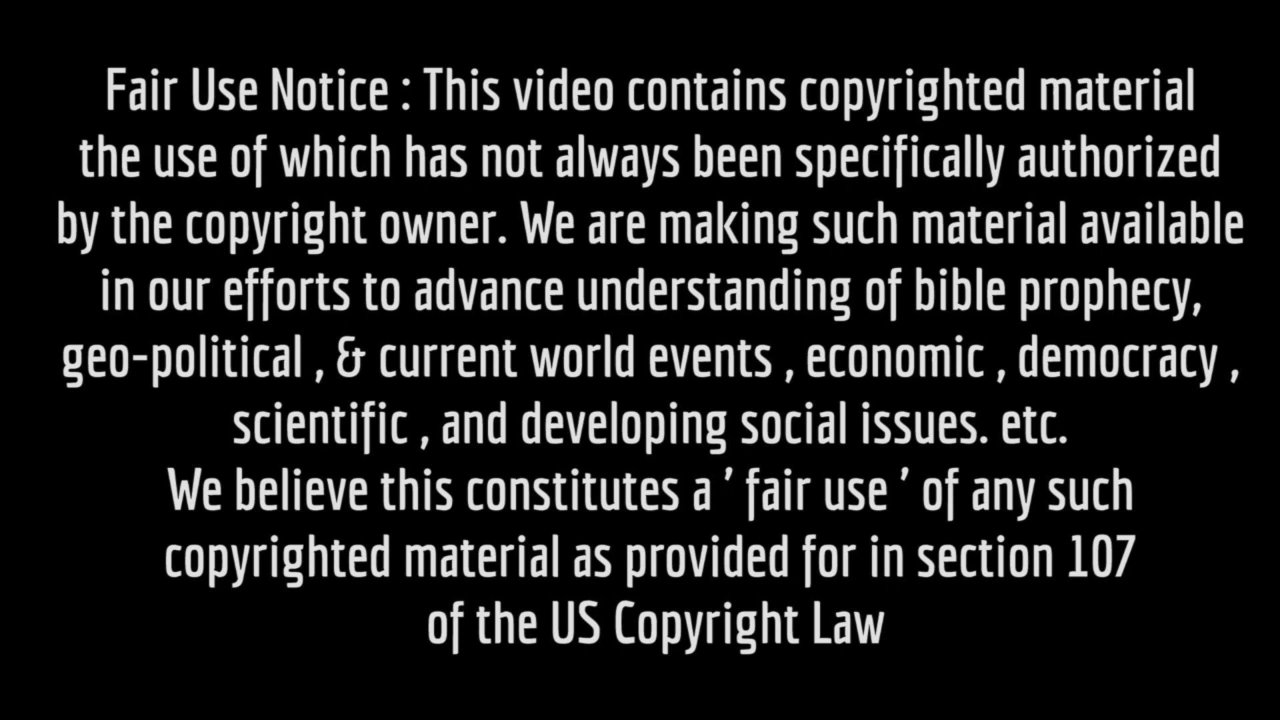 Fair Use Notice : This video contains copyrighted material
the use of which has not always been specifically authorized
by the copyright owner. We are making such material available
in our efforts to advance understanding of bible prophecy,
geo-political , & current world events , economic , democracy ,
scientific , and developing social issues. etc.
We believe this constitutes a ’ fair use ’ of any such
copyrighted material as provided for in section 107
of the US Copyright Law